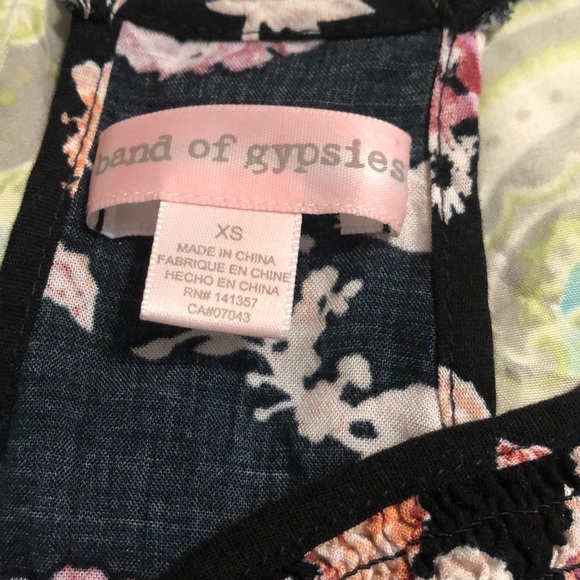 band of gypsies
XS
MADE IN CHINA
FABRIQUE EN CHINE
HECHO EN CHINA
RN# 141357
CA#07043